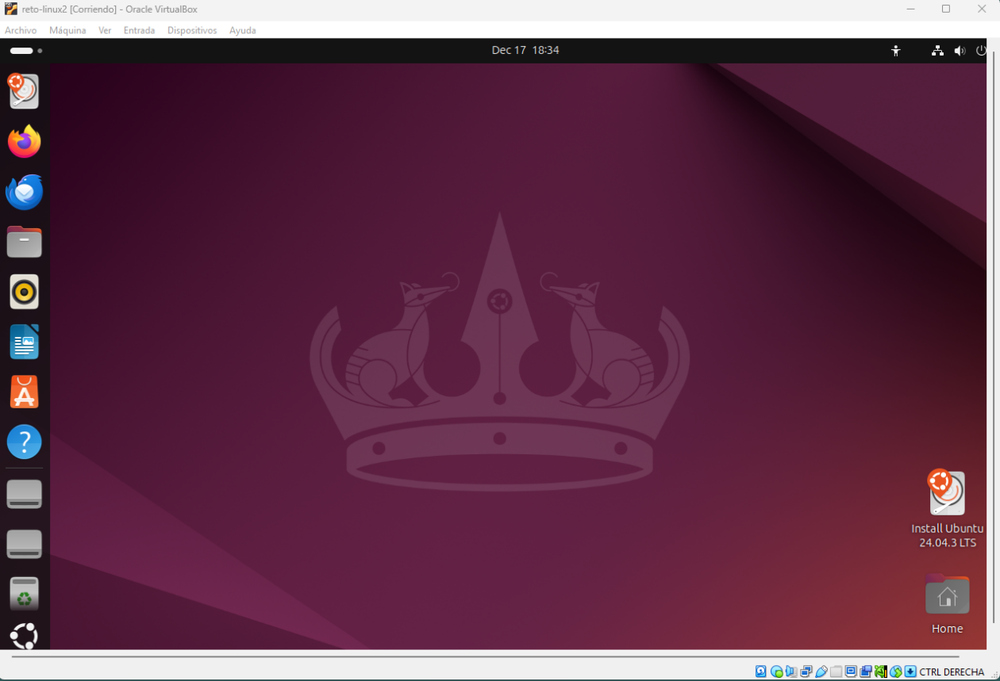 reto-linux2 [Corriendo] - Oracle VirtualBox
Archivo Máquina Ver Entrada Dispositivos Ayuda
Dec 17 18:34
Install Ubuntu
24.04.3 LTS
Home
CTRL DERECHA